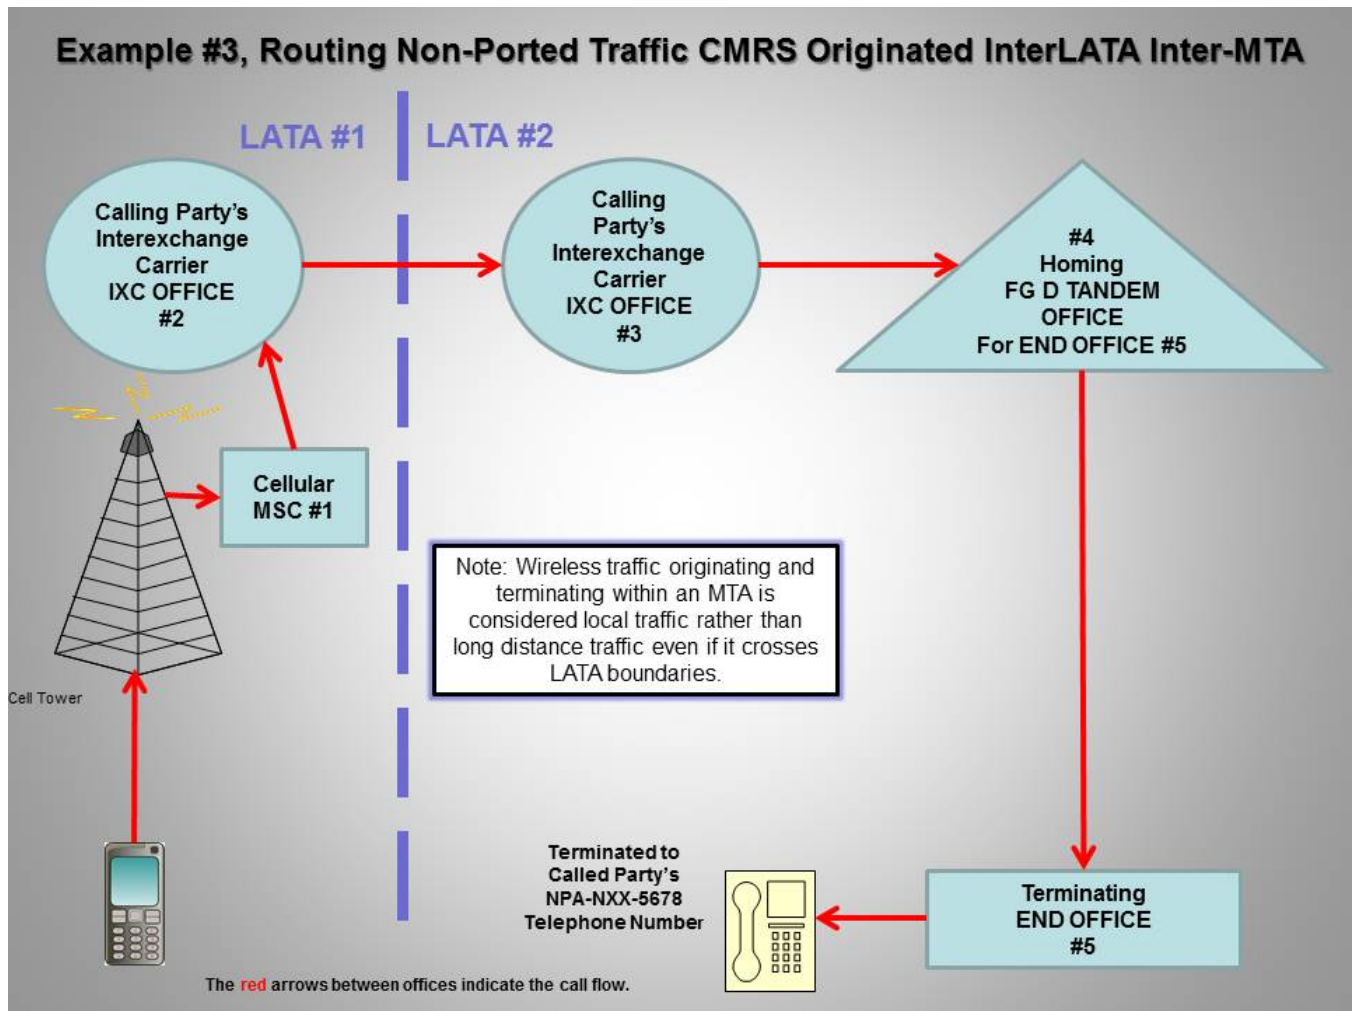 Example #3, Routing Non-Ported Traffic CMRS Originated InterLATA Inter-MTA
LATA #1
LATA #2
Calling Party's
Interexchange
Carrier
IXC OFFICE
#2
Calling
Party's
Interexchange
Carrier
IXC OFFICE
#3
#4
Homing
FG D TANDEM
OFFICE
For END OFFICE #5
Cellular
MSC #1
Note: Wireless traffic originating and
terminating within an MTA is
considered local traffic rather than
long distance traffic even if it crosses
LATA boundaries.
Cell Tower
Terminated to
Called Party's
NPA-NXX-5678
Telephone Number
Terminating
END OFFICE
#5
The red arrows between offices indicate the call flow.